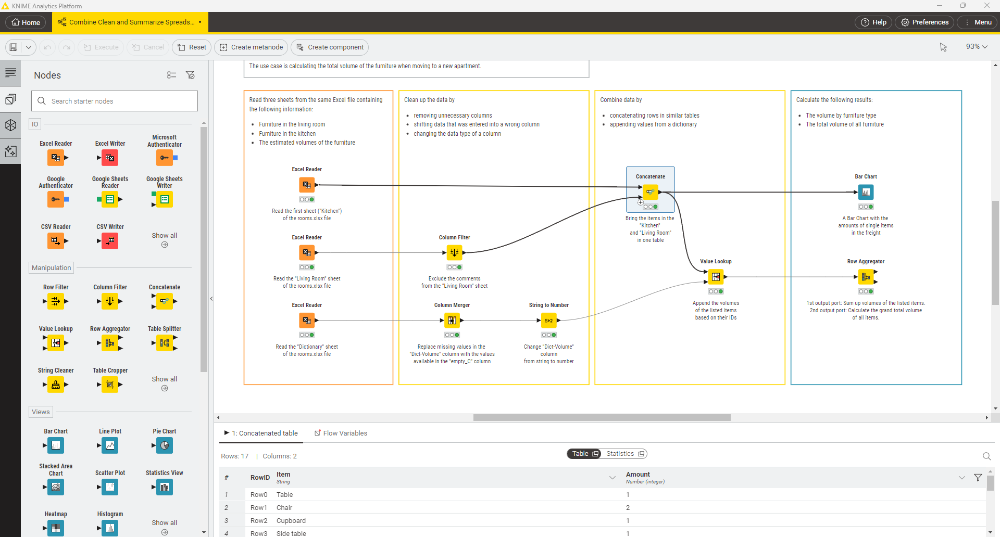 KNIME Analytics Platform
Home
Combine Clean and Summarize Spreads... •
Help
Preferences
Menu
Execute
Cancel
Reset
Create metanode
Create component
93%
Nodes
Search starter nodes
IO
Excel Reader
Excel Writer
Microsoft
Authenticator
Google
Authenticator
Google Sheets
Reader
Google Sheets
Writer
CSV Reader
CSV Writer
Show all
Manipulation
Row Filter
Column Filter
Concatenate
Value Lookup
Row Aggregator
Table Splitter
String Cleaner
Table Cropper
Show all
Views
Bar Chart
Line Plot
Pie Chart
Stacked Area
Chart
Scatter Plot
Statistics View
Heatmap
Histogram
Show all
The use case is calculating the total volume of the furniture when moving to a new apartment.
Read three sheets from the same Excel file containing
the following information:
• Furniture in the living room
• Furniture in the kitchen
• The estimated volumes of the furniture
Excel Reader
Read the first sheet ("Kitchen")
of the rooms.xlsx file
Excel Reader
Read the "Living Room" sheet
of the rooms.xlsx file
Excel Reader
Read the "Dictionary" sheet
of the rooms.xlsx file
Clean up the data by
• removing unnecessary columns
• shifting data that was entered into a wrong column
• changing the data type of a column
Column Filter
Exclude the comments
from the "Living Room" sheet
Column Merger
Replace missing values in the
"Dict-Volume" column with the values
available in the "empty_C" column
String to Number
S▸2
Change "Dict-Volume"
column
from string to number
Combine data by
• concatenating rows in similar tables
• appending values from a dictionary
Concatenate
Bring the items in the
"Kitchen"
and "Living Room"
in one table
Value Lookup
Append the volumes
of the listed items
based on their IDs
Calculate the following results:
• The volume by furniture type
• The total volume of all furniture
Bar Chart
A Bar Chart with the
amounts of single items
in the freight
Row Aggregator
1st output port: Sum up volumes of the listed items.
2nd output port: Calculate the grand total volume
of all items.
1: Concatenated table
Flow Variables
Rows: 17 | Columns: 2
Table
Statistics
# RowID Item Amount
String Number (integer)
1 Row0 Table 1
2 Row1 Chair 2
3 Row2 Cupboard 1
4 Row3 Side table 1